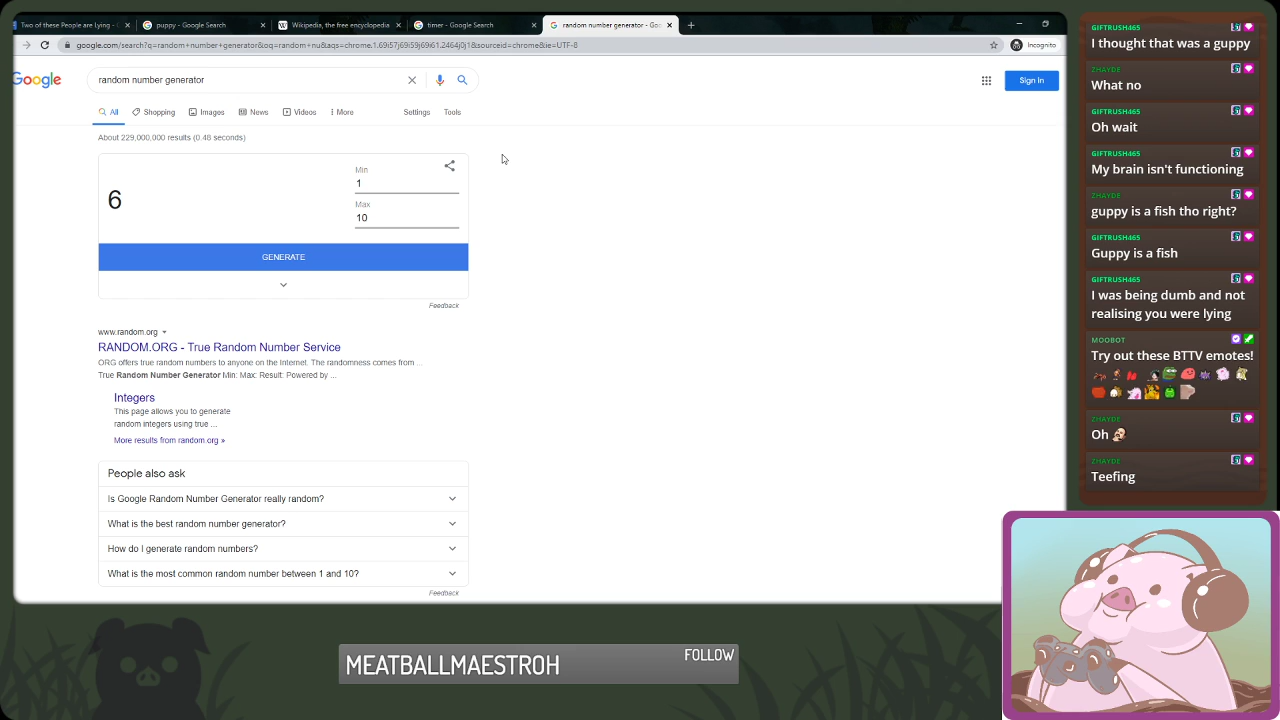 Two of these People are Lying -
puppy - Google Search
Wikipedia, the free encyclopedia
timer - Google Search
random number generator - Goo
google.com/search?q=random+number+generator&oq=random+nu&aqs=chrome.1.69i57j69i59j69i61.2464j0j1&sourceid=chrome&ie=UTF-8
Incognito
Google
random number generator
Sign in
All
Shopping
Images
News
Videos
More
Settings
Tools
About 229,000,000 results (0.48 seconds)
6
Min
1
Max
10
GENERATE
Feedback
www.random.org
RANDOM.ORG - True Random Number Service
ORG offers true random numbers to anyone on the Internet. The randomness comes from ...
True Random Number Generator Min: Max: Result: Powered by ...
Integers
This page allows you to generate
random integers using true ...
More results from random.org »
People also ask
Is Google Random Number Generator really random?
What is the best random number generator?
How do I generate random numbers?
What is the most common random number between 1 and 10?
Feedback
GIFTRUSH465
I thought that was a guppy
ZHAYDE
What no
GIFTRUSH465
Oh wait
GIFTRUSH465
My brain isn't functioning
ZHAYDE
guppy is a fish tho right?
GIFTRUSH465
Guppy is a fish
GIFTRUSH465
I was being dumb and not
realising you were lying
MOOBOT
Try out these BTTV emotes!
ZHAYDE
Oh
ZHAYDE
Teefing
MEATBALLMAESTROH
FOLLOW